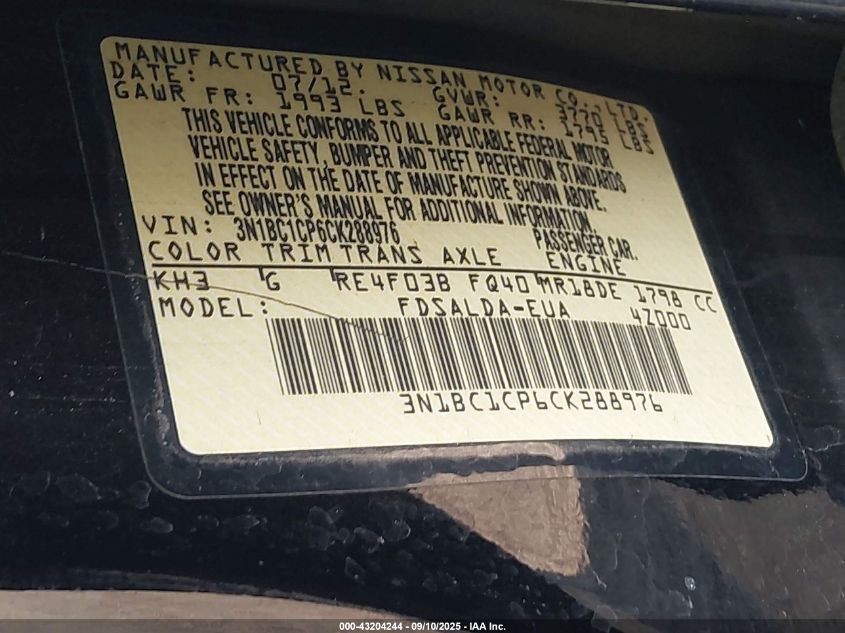 MANUFACTURED BY NISSAN MOTOR CO., LTD.
DATE: 07/12. GVWR: 3770 LBS
GAWR FR: 1993 LBS GAWR RR: 1795 LBS
THIS VEHICLE CONFORMS TO ALL APPLICABLE FEDERAL MOTOR
VEHICLE SAFETY, BUMPER AND THEFT PREVENTION STANDARDS
IN EFFECT ON THE DATE OF MANUFACTURE SHOWN ABOVE.
SEE OWNER'S MANUAL FOR ADDITIONAL INFORMATION.
VIN: 3N1BC1CP6CK288976 PASSENGER CAR.
COLOR TRIM TRANS AXLE ENGINE
KH3 G RE4F03B FQ40 MR18DE 1798 CC
MODEL: FDSALDA-EUA 4Z000
3N1BC1CP6CK288976
000-43204244 - 09/10/2025 - IAA Inc.